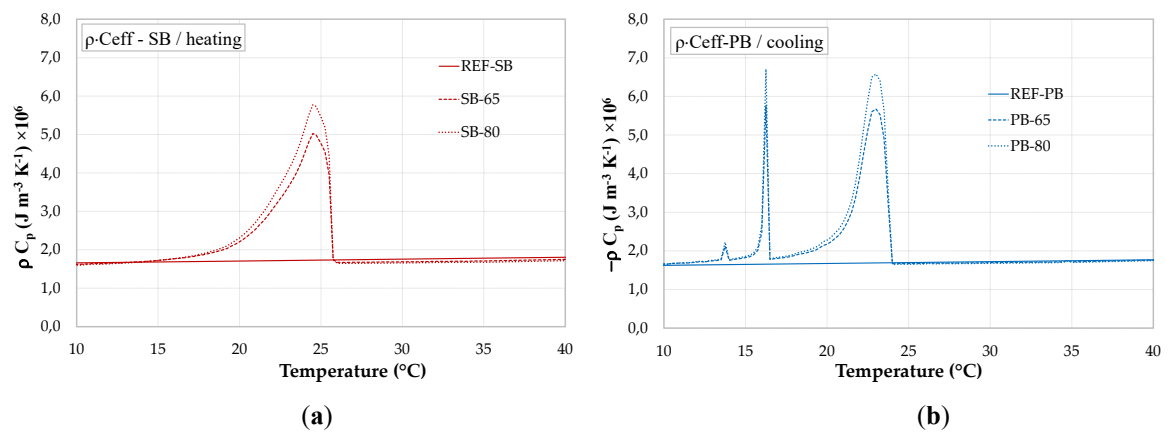 ρ·Ceff - SB / heating
REF-SB
SB-65
SB-80
ρ Cp (J m-3 K-1) ×10⁶
8,0
7,0
6,0
5,0
4,0
3,0
2,0
1,0
0,0
10
15
20
25
30
35
40
Temperature (°C)
(a)
ρ·Ceff-PB / cooling
REF-PB
PB-65
PB-80
–ρ Cp (J m-3 K-1) ×10⁶
8,0
7,0
6,0
5,0
4,0
3,0
2,0
1,0
0,0
10
15
20
25
30
35
40
Temperature (°C)
(b)